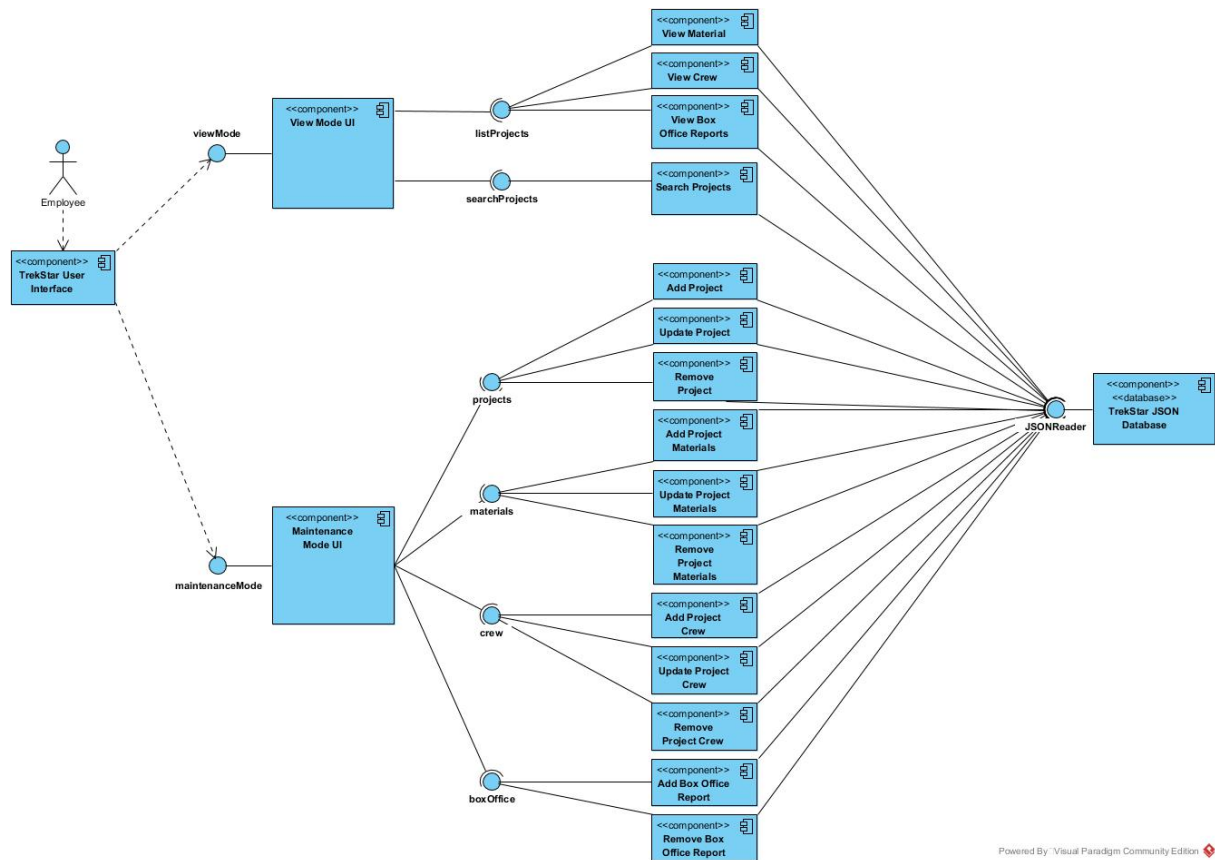 <<component>>
View Material
<<component>>
View Crew
<<component>>
View Box
Office Reports
<<component>>
Search Projects
<<component>>
View Mode UI
viewMode
listProjects
searchProjects
Employee
<<component>>
TrekStar User
Interface
<<component>>
Add Project
<<component>>
Update Project
<<component>>
Remove
Project
<<component>>
Add Project
Materials
<<component>>
Update Project
Materials
<<component>>
Remove
Project
Materials
<<component>>
Add Project
Crew
<<component>>
Update Project
Crew
<<component>>
Remove
Project Crew
<<component>>
Add Box Office
Report
<<component>>
Remove Box
Office Report
projects
materials
crew
boxOffice
<<component>>
Maintenance
Mode UI
maintenanceMode
JSONReader
<<component>>
<<database>>
TrekStar JSON
Database
Powered By Visual Paradigm Community Edition